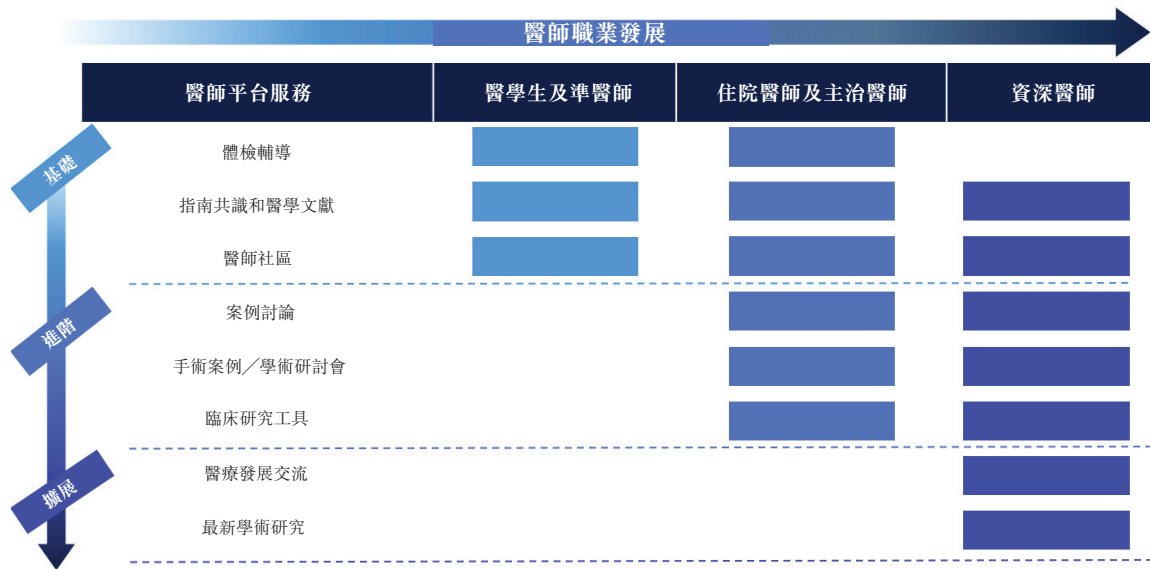 醫師職業發展
醫師平台服務
醫學生及準醫師
住院醫師及主治醫師
資深醫師
基礎
體檢輔導
指南共識和醫學文獻
醫師社區
進階
案例討論
手術案例／學術研討會
臨床研究工具
擴展
醫療發展交流
最新學術研究